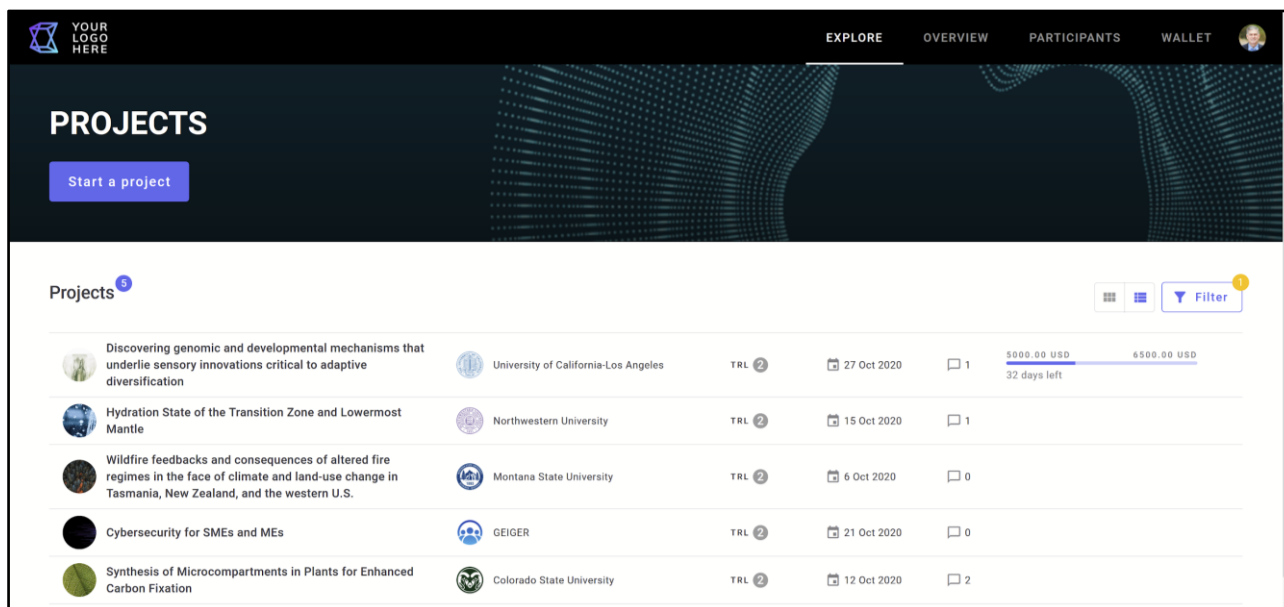 YOUR
LOGO
HERE
EXPLORE OVERVIEW PARTICIPANTS WALLET
PROJECTS
Start a project
Projects 5
1
Filter
Discovering genomic and developmental mechanisms that
underlie sensory innovations critical to adaptive
diversification
University of California-Los Angeles TRL 2 27 Oct 2020 1
5000.00 USD 6500.00 USD
32 days left
Hydration State of the Transition Zone and Lowermost
Mantle
Northwestern University TRL 2 15 Oct 2020 1
Wildfire feedbacks and consequences of altered fire
regimes in the face of climate and land-use change in
Tasmania, New Zealand, and the western U.S.
Montana State University TRL 2 6 Oct 2020 0
Cybersecurity for SMEs and MEs GEIGER TRL 2 21 Oct 2020 0
Synthesis of Microcompartments in Plants for Enhanced
Carbon Fixation
Colorado State University TRL 2 12 Oct 2020 2